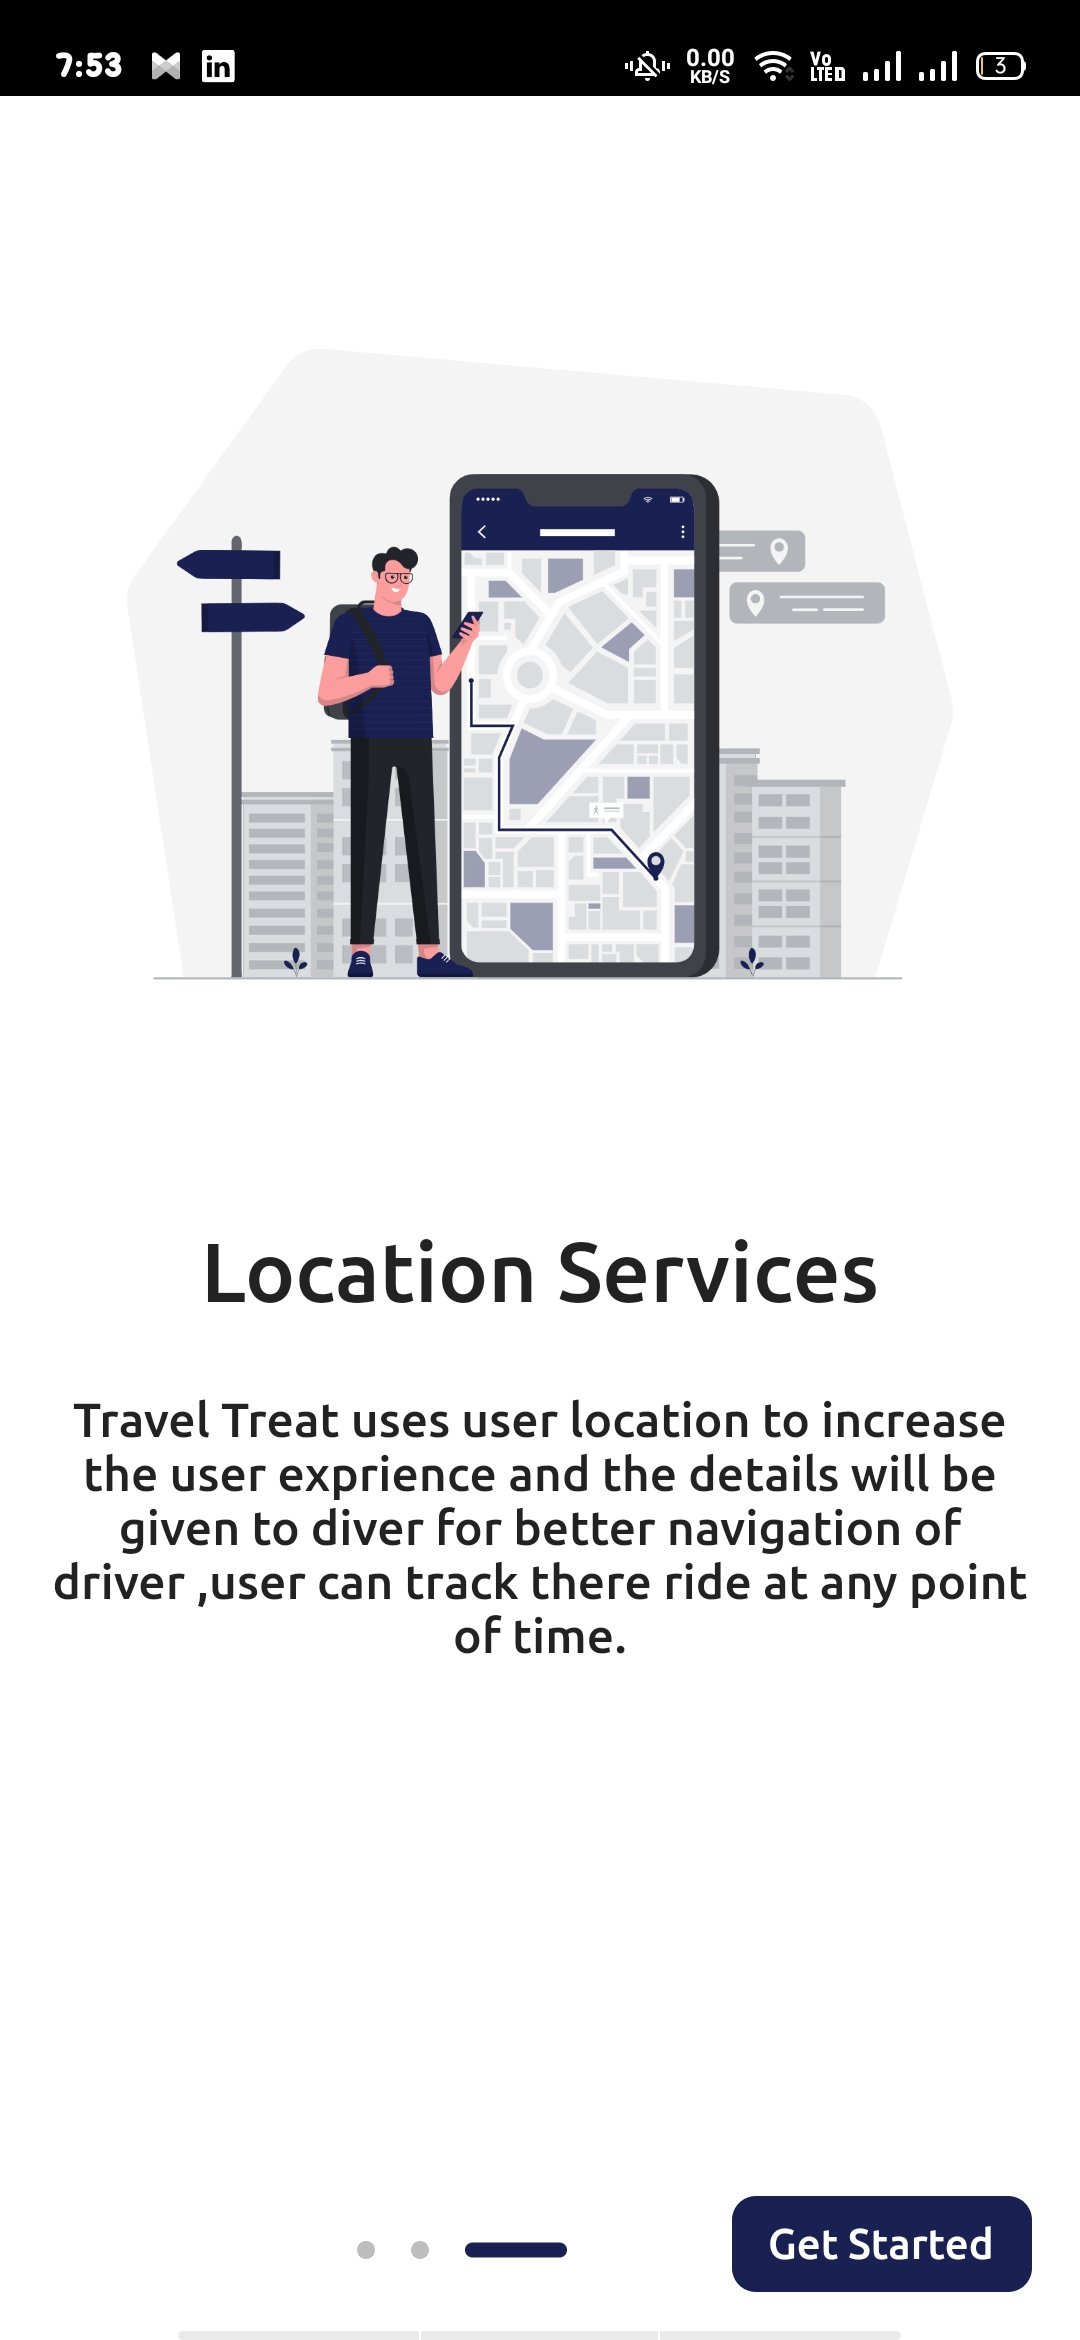 7:53
in
0.00
KB/S
Vo
LTE D
3
Location Services
Travel Treat uses user location to increase
the user exprience and the details will be
given to diver for better navigation of
driver ,user can track there ride at any point
of time.
Get Started